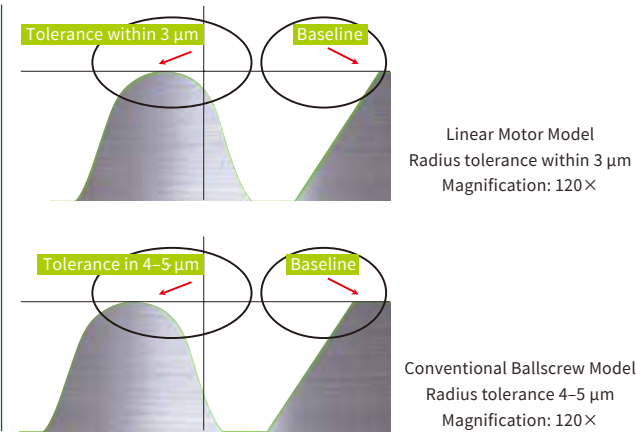 Tolerance within 3 μm
Baseline
Linear Motor Model
Radius tolerance within 3 μm
Magnification: 120×
Tolerance in 4–5 μm
Baseline
Conventional Ballscrew Model
Radius tolerance 4–5 μm
Magnification: 120×